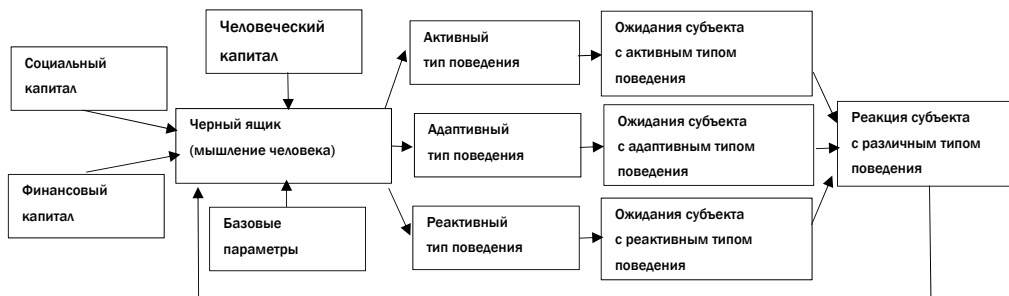 Социальный
капитал
Человеческий
капитал
Активный
тип поведения
Ожидания субъекта
с активным типом
поведения
Черный ящик
(мышление человека)
Адаптивный
тип поведения
Ожидания субъекта
с адаптивным типом
поведения
Реакция субъекта
с различным типом
поведения
Финансовый
капитал
Базовые
параметры
Реактивный
тип поведения
Ожидания субъекта
с реактивным типом
поведения